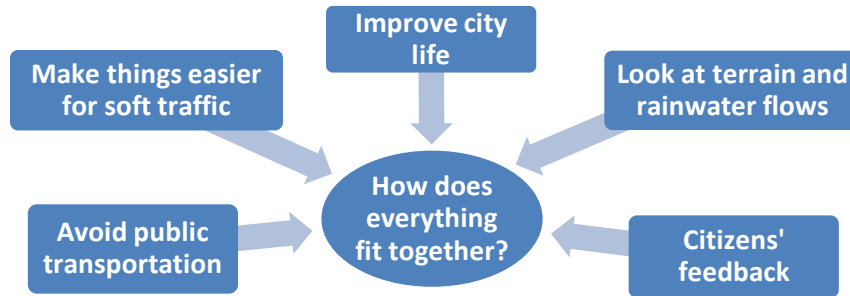 Improve city
life
Make things easier
for soft traffic
Look at terrain and
rainwater flows
How does
everything
fit together?
Avoid public
transportation
Citizens'
feedback